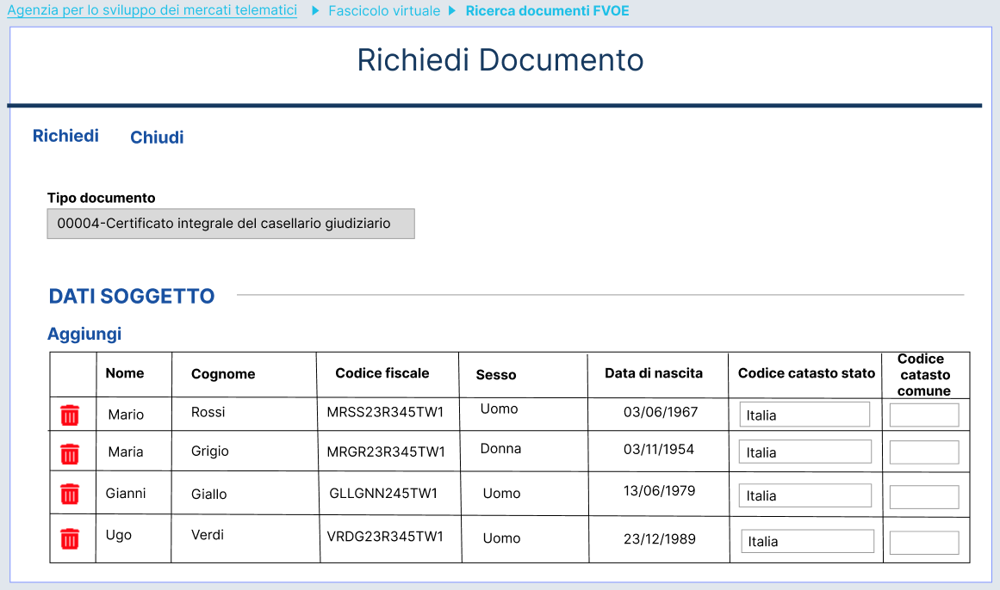 Agenzia per lo sviluppo dei mercati telematici Fascicolo virtuale Ricerca documenti FVOE
Richiedi Documento
Richiedi Chiudi
Tipo documento
00004-Certificato integrale del casellario giudiziario
DATI SOGGETTO
Aggiungi
Nome Cognome Codice fiscale Sesso Data di nascita Codice catasto stato Codice catasto comune
Mario Rossi MRSS23R345TW1 Uomo 03/06/1967 Italia
Maria Grigio MRGR23R345TW1 Donna 03/11/1954 Italia
Gianni Giallo GLLGNN245TW1 Uomo 13/06/1979 Italia
Ugo Verdi VRDG23R345TW1 Uomo 23/12/1989 Italia